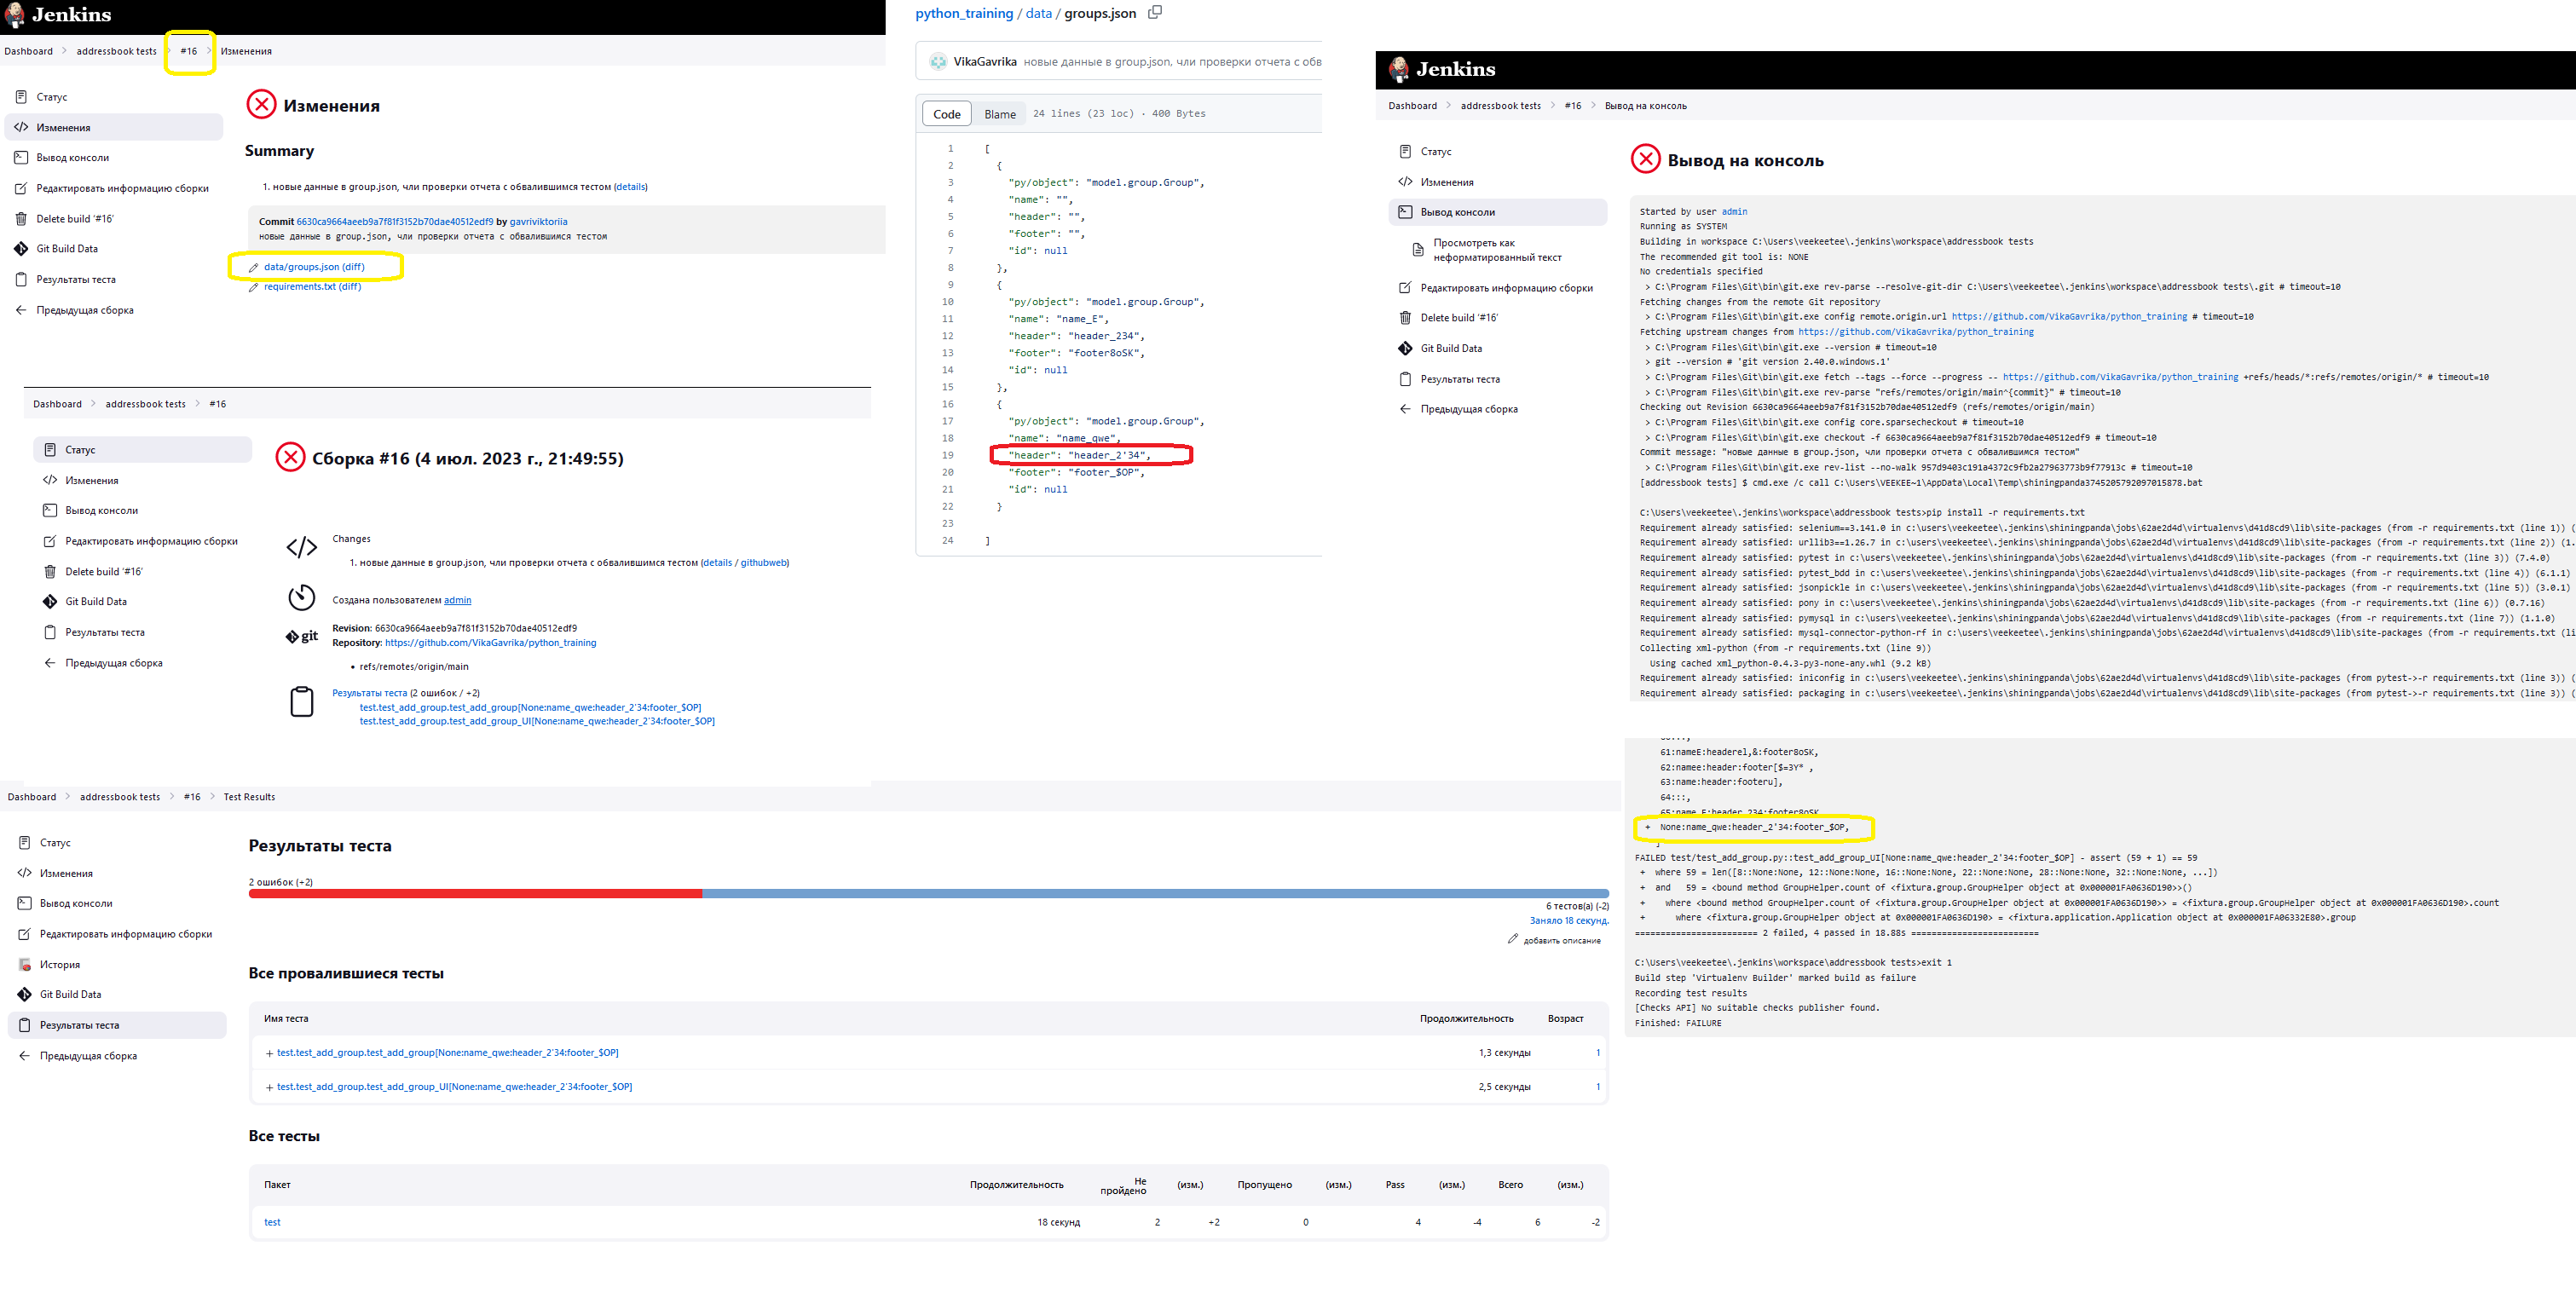 Jenkins
Dashboard > addressbook tests > #16 > Изменения
Статус
Изменения
Вывод консоли
Редактировать информацию сборки
Delete build '#16'
Git Build Data
Результаты теста
Предыдущая сборка
Изменения
Summary
1. новые данные в group.json, чли проверки отчета с обвалившимся тестом (details)
Commit 6630ca9664aeeb9a7f81f3152b70dae40512edf9 by gavriviktoriia
новые данные в group.json, чли проверки отчета с обвалившимся тестом
data/groups.json (diff)
requirements.txt (diff)
Dashboard > addressbook tests > #16
Статус
Изменения
Вывод консоли
Редактировать информацию сборки
Delete build '#16'
Git Build Data
Результаты теста
Предыдущая сборка
Сборка #16 (4 июл. 2023 г., 21:49:55)
Changes
1. новые данные в group.json, чли проверки отчета с обвалившимся тестом (details / githubweb)
Создана пользователем admin
git
Revision: 6630ca9664aeeb9a7f81f3152b70dae40512edf9
Repository: https://github.com/VikaGavrika/python_training
• refs/remotes/origin/main
Результаты теста (2 ошибок / +2)
test.test_add_group.test_add_group[None:name_qwe:header_2'34:footer_$OP]
test.test_add_group.test_add_group_UI[None:name_qwe:header_2'34:footer_$OP]
python_training / data / groups.json
VikaGavrika новые данные в group.json, чли проверки отчета с обв
Code Blame 24 lines (23 loc) · 400 Bytes
1 [
2 {
3 "py/object": "model.group.Group",
4 "name": "",
5 "header": "",
6 "footer": "",
7 "id": null
8 },
9 {
10 "py/object": "model.group.Group",
11 "name": "name_E",
12 "header": "header_234",
13 "footer": "footer8oSK",
14 "id": null
15 },
16 {
17 "py/object": "model.group.Group",
18 "name": "name_qwe",
19 "header": "header_2'34",
20 "footer": "footer_$OP",
21 "id": null
22 }
23
24 ]
Jenkins
Dashboard > addressbook tests > #16 > Вывод на консоль
Статус
Изменения
Вывод консоли
Просмотреть как
неформатированный текст
Редактировать информацию сборки
Delete build '#16'
Git Build Data
Результаты теста
Предыдущая сборка
Вывод на консоль
Started by user admin
Running as SYSTEM
Building in workspace C:\Users\veekeetee\.jenkins\workspace\addressbook tests
The recommended git tool is: NONE
No credentials specified
> C:\Program Files\Git\bin\git.exe rev-parse --resolve-git-dir C:\Users\veekeetee\.jenkins\workspace\addressbook tests\.git # timeout=10
Fetching changes from the remote Git repository
> C:\Program Files\Git\bin\git.exe config remote.origin.url https://github.com/VikaGavrika/python_training # timeout=10
Fetching upstream changes from https://github.com/VikaGavrika/python_training
> C:\Program Files\Git\bin\git.exe --version # timeout=10
> git --version # 'git version 2.40.0.windows.1'
> C:\Program Files\Git\bin\git.exe fetch --tags --force --progress -- https://github.com/VikaGavrika/python_training +refs/heads/*:refs/remotes/origin/* # timeout=10
> C:\Program Files\Git\bin\git.exe rev-parse "refs/remotes/origin/main^{commit}" # timeout=10
Checking out Revision 6630ca9664aeeb9a7f81f3152b70dae40512edf9 (refs/remotes/origin/main)
> C:\Program Files\Git\bin\git.exe config core.sparsecheckout # timeout=10
> C:\Program Files\Git\bin\git.exe checkout -f 6630ca9664aeeb9a7f81f3152b70dae40512edf9 # timeout=10
Commit message: "новые данные в group.json, чли проверки отчета с обвалившимся тестом"
> C:\Program Files\Git\bin\git.exe rev-list --no-walk 957d9403c191a4372c9fb2a27963773b9f77913c # timeout=10
[addressbook tests] $ cmd.exe /c call C:\Users\VEEKEE~1\AppData\Local\Temp\shiningpanda3745205792097015878.bat
C:\Users\veekeetee\.jenkins\workspace\addressbook tests>pip install -r requirements.txt
Requirement already satisfied: selenium==3.141.0 in c:\users\veekeetee\.jenkins\shiningpanda\jobs\62ae2d4d\virtualenvs\d41d8cd9\lib\site-packages (from -r requirements.txt (line 1)) (
Requirement already satisfied: urllib3==1.26.7 in c:\users\veekeetee\.jenkins\shiningpanda\jobs\62ae2d4d\virtualenvs\d41d8cd9\lib\site-packages (from -r requirements.txt (line 2)) (1.
Requirement already satisfied: pytest in c:\users\veekeetee\.jenkins\shiningpanda\jobs\62ae2d4d\virtualenvs\d41d8cd9\lib\site-packages (from -r requirements.txt (line 3)) (7.4.0)
Requirement already satisfied: pytest_bdd in c:\users\veekeetee\.jenkins\shiningpanda\jobs\62ae2d4d\virtualenvs\d41d8cd9\lib\site-packages (from -r requirements.txt (line 4)) (6.1.1)
Requirement already satisfied: jsonpickle in c:\users\veekeetee\.jenkins\shiningpanda\jobs\62ae2d4d\virtualenvs\d41d8cd9\lib\site-packages (from -r requirements.txt (line 5)) (3.0.1)
Requirement already satisfied: pony in c:\users\veekeetee\.jenkins\shiningpanda\jobs\62ae2d4d\virtualenvs\d41d8cd9\lib\site-packages (from -r requirements.txt (line 6)) (0.7.16)
Requirement already satisfied: pymysql in c:\users\veekeetee\.jenkins\shiningpanda\jobs\62ae2d4d\virtualenvs\d41d8cd9\lib\site-packages (from -r requirements.txt (line 7)) (1.1.0)
Requirement already satisfied: mysql-connector-python-rf in c:\users\veekeetee\.jenkins\shiningpanda\jobs\62ae2d4d\virtualenvs\d41d8cd9\lib\site-packages (from -r requirements.txt (li
Collecting xml-python (from -r requirements.txt (line 9))
Using cached xml_python-0.4.3-py3-none-any.whl (9.2 kB)
Requirement already satisfied: iniconfig in c:\users\veekeetee\.jenkins\shiningpanda\jobs\62ae2d4d\virtualenvs\d41d8cd9\lib\site-packages (from pytest->-r requirements.txt (line 3)) (
Requirement already satisfied: packaging in c:\users\veekeetee\.jenkins\shiningpanda\jobs\62ae2d4d\virtualenvs\d41d8cd9\lib\site-packages (from pytest->-r requirements.txt (line 3)) (
61:nameE:headerel,&:footer8oSK,
62:namee:header:footer[$=3Y* ,
63:name:header:footeru],
64:::,
65:name_E:header_234:footer8oSK
+ None:name_qwe:header_2'34:footer_$OP,
]
FAILED test/test_add_group.py::test_add_group_UI[None:name_qwe:header_2'34:footer_$OP] - assert (59 + 1) == 59
+ where 59 = len([8::None:None, 12::None:None, 16::None:None, 22::None:None, 28::None:None, 32::None:None, ...])
+ and 59 = <bound method GroupHelper.count of <fixtura.group.GroupHelper object at 0x000001FA0636D190>>()
+ where <bound method GroupHelper.count of <fixtura.group.GroupHelper object at 0x000001FA0636D190>> = <fixtura.group.GroupHelper object at 0x000001FA0636D190>.count
+ where <fixtura.group.GroupHelper object at 0x000001FA0636D190> = <fixtura.application.Application object at 0x000001FA06332E80>.group
======================== 2 failed, 4 passed in 18.88s =========================
C:\Users\veekeetee\.jenkins\workspace\addressbook tests>exit 1
Build step 'Virtualenv Builder' marked build as failure
Recording test results
[Checks API] No suitable checks publisher found.
Finished: FAILURE
Dashboard > addressbook tests > #16 > Test Results
Статус
Изменения
Вывод консоли
Редактировать информацию сборки
История
Git Build Data
Результаты теста
Предыдущая сборка
Результаты теста
2 ошибок (+2)
6 тестов(а) (-2)
Заняло 18 секунд.
добавить описание
Все провалившиеся тесты
Имя теста Продолжительность Возраст
+ test.test_add_group.test_add_group[None:name_qwe:header_2'34:footer_$OP] 1,3 секунды 1
+ test.test_add_group.test_add_group_UI[None:name_qwe:header_2'34:footer_$OP] 2,5 секунды 1
Все тесты
Пакет Продолжительность Не пройдено (изм.) Пропущено (изм.) Pass (изм.) Всего (изм.)
test 18 секунд 2 +2 0 4 -4 6 -2